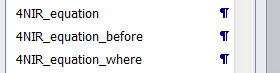 4NIR_equation ¶
4NIR_equation_before ¶
4NIR_equation_where ¶